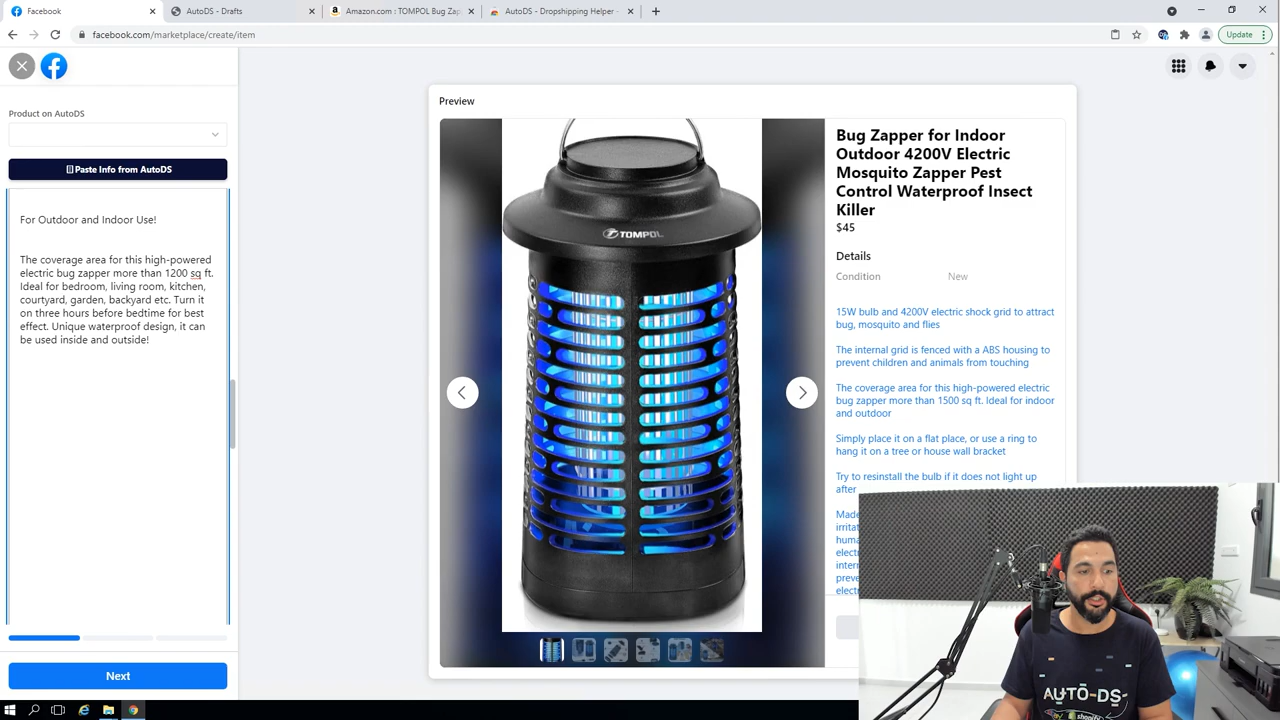 Facebook
AutoDS - Drafts
Amazon.com : TOMPOL Bug Zap
AutoDS - Dropshipping Helper -
facebook.com/marketplace/create/item
Update
Product on AutoDS
Paste Info from AutoDS
For Outdoor and Indoor Use!
The coverage area for this high-powered
electric bug zapper more than 1200 sq ft.
Ideal for bedroom, living room, kitchen,
courtyard, garden, backyard etc. Turn it
on three hours before bedtime for best
effect. Unique waterproof design, it can
be used inside and outside!
Next
Preview
TOMPOL
Bug Zapper for Indoor
Outdoor 4200V Electric
Mosquito Zapper Pest
Control Waterproof Insect
Killer
$45
Details
Condition New
15W bulb and 4200V electric shock grid to attract
bug, mosquito and flies
The internal grid is fenced with a ABS housing to
prevent children and animals from touching
The coverage area for this high-powered electric
bug zapper more than 1500 sq ft. Ideal for indoor
and outdoor
Simply place it on a flat place, or use a ring to
hang it on a tree or house wall bracket
Try to resinstall the bulb if it does not light up
after
Made
irrita
huma
electr
inter
preve
electr
AUTO-DS
shopify